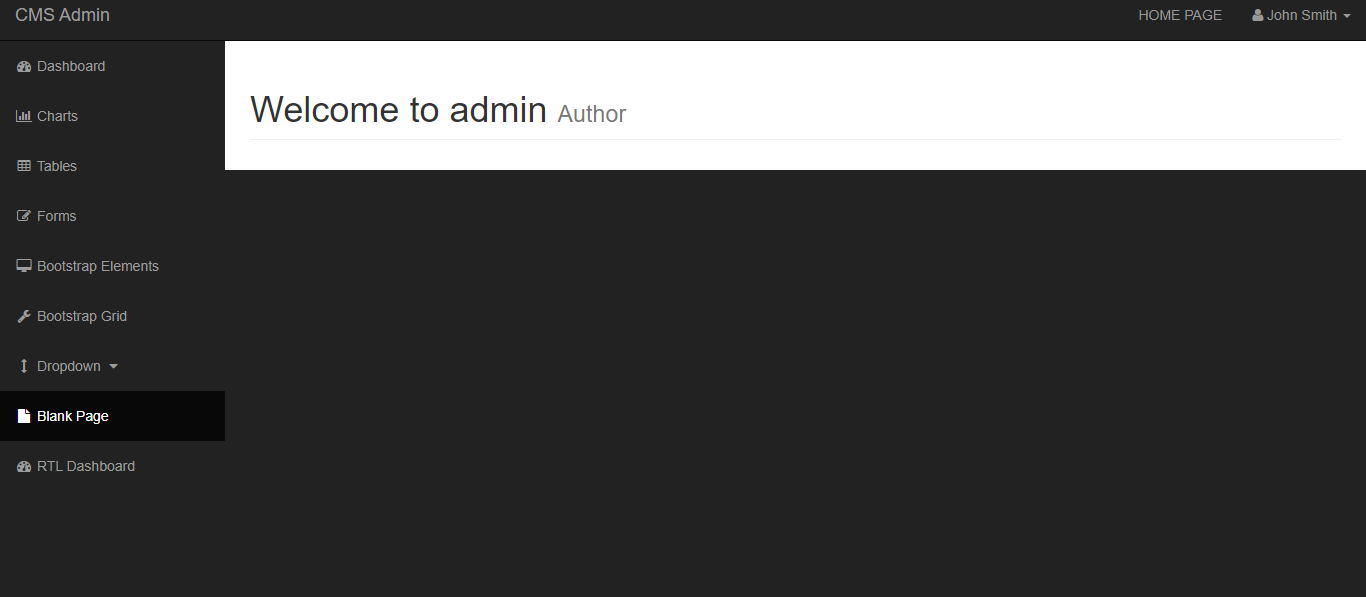 CMS Admin
HOME PAGE
John Smith
Dashboard
Charts
Tables
Forms
Bootstrap Elements
Bootstrap Grid
Dropdown
Blank Page
RTL Dashboard
Welcome to admin Author